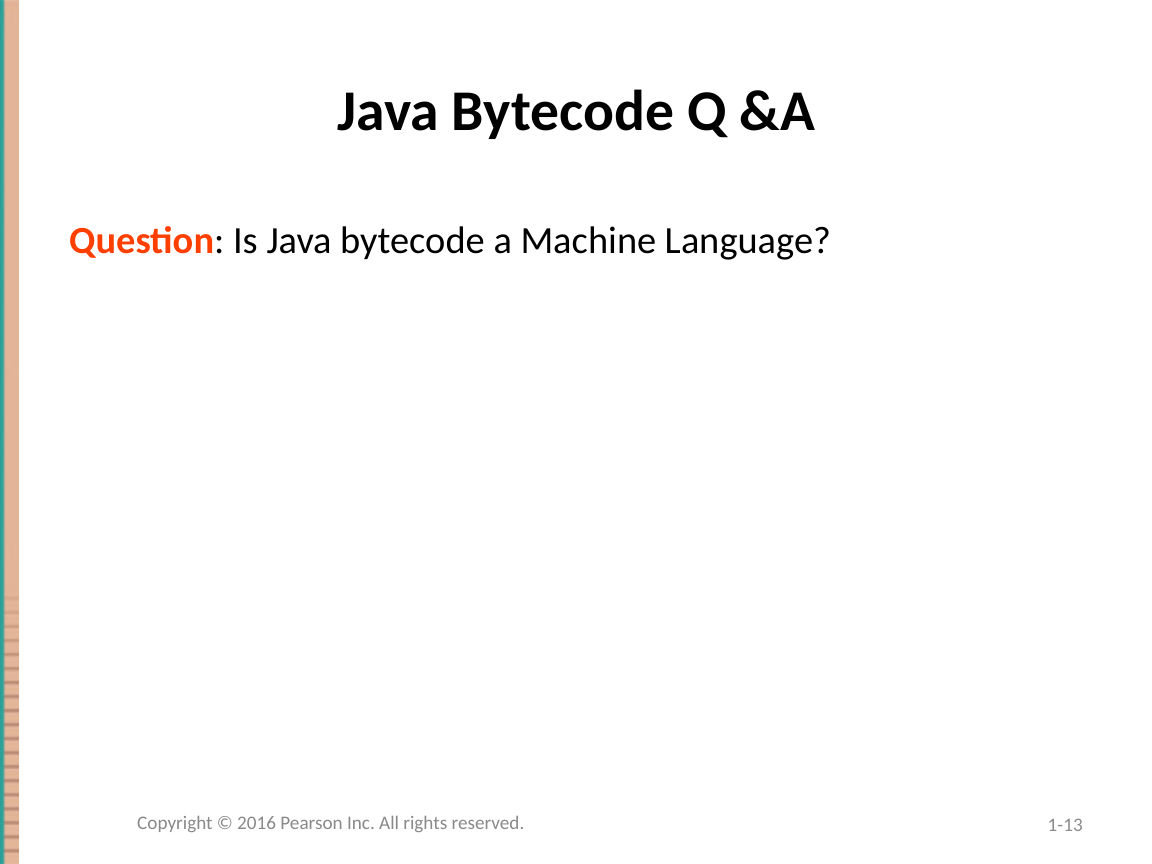 Java Bytecode Q &A
Question: Is Java bytecode a Machine Language?
Copyright © 2016 Pearson Inc. All rights reserved.
1-13